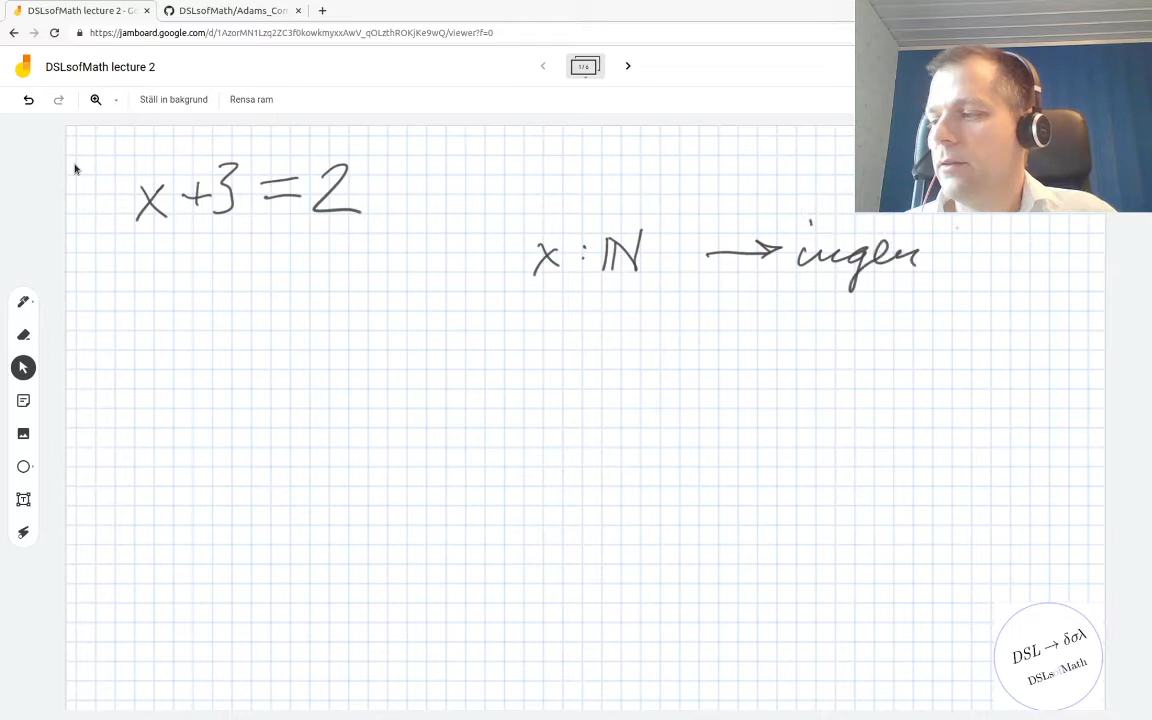 DSLsofMath lecture 2 - Go
DSLsofMath/Adams_Con
https://jamboard.google.com/d/1AzorMN1Lzq2ZC3f0kowkmyxxAwV_qOLzthROKjKe9wQ/viewer?f=0
DSLsofMath lecture 2
1/6
Ställ in bakgrund
Rensa ram
x + 3 = 2
x : ℕ → ingen
DSL → δσλ
DSLsofMath